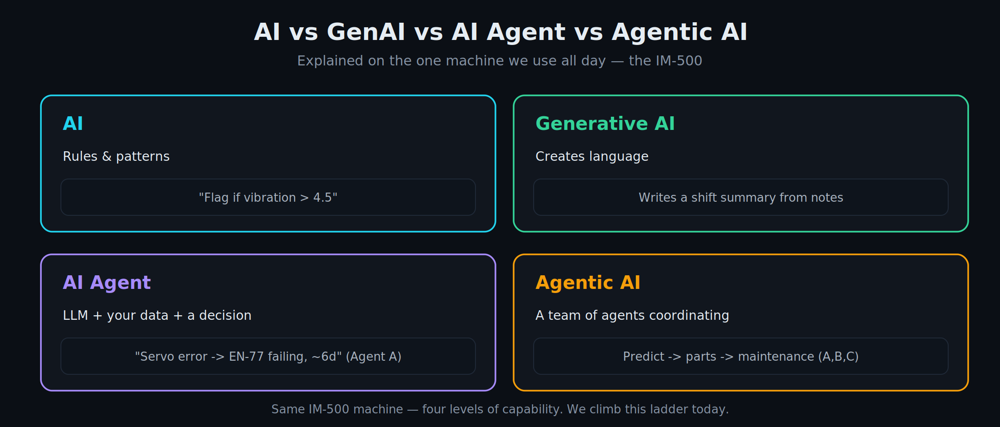 AI vs GenAI vs AI Agent vs Agentic AI
Explained on the one machine we use all day — the IM-500
AI
Rules & patterns
"Flag if vibration > 4.5"
Generative AI
Creates language
Writes a shift summary from notes
AI Agent
LLM + your data + a decision
"Servo error -> EN-77 failing, ~6d" (Agent A)
Agentic AI
A team of agents coordinating
Predict -> parts -> maintenance (A,B,C)
Same IM-500 machine — four levels of capability. We climb this ladder today.